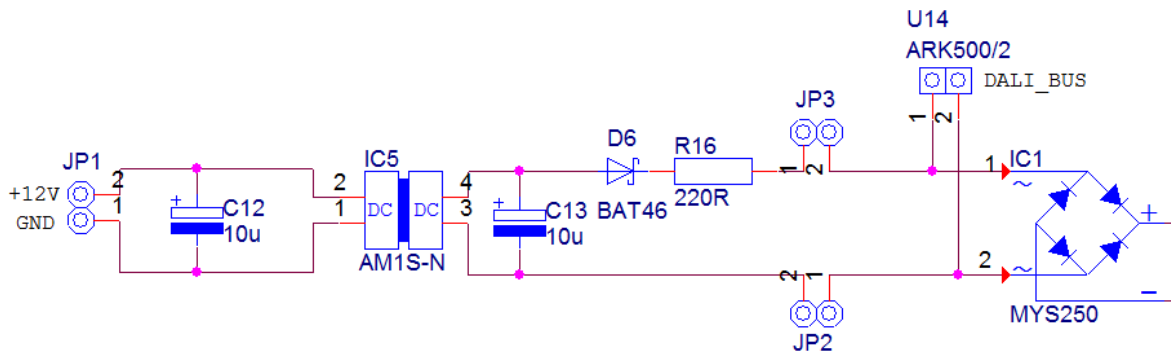 U14
ARK500/2
DALI_BUS
1
2
JP3
1
2
D6
BAT46
R16
220R
JP1
+12V
2
GND
1
+
C12
10u
IC5
2
1
DC
DC
4
3
AM1S-N
+
C13
10u
2
1
JP2
1
IC1
~
2
~
+
−
MYS250